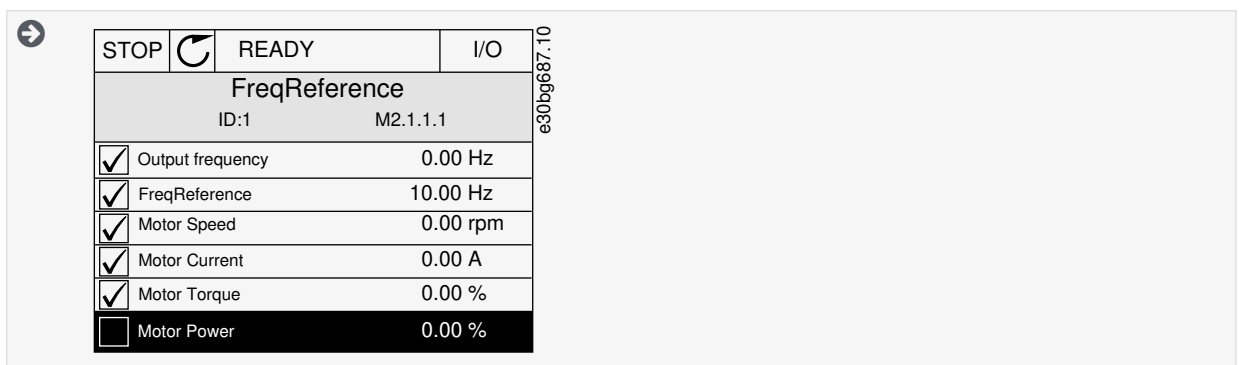 STOP READY I/O
FreqReference
ID:1 M2.1.1.1
Output frequency 0.00 Hz
FreqReference 10.00 Hz
Motor Speed 0.00 rpm
Motor Current 0.00 A
Motor Torque 0.00 %
Motor Power 0.00 %
e30bg687.10